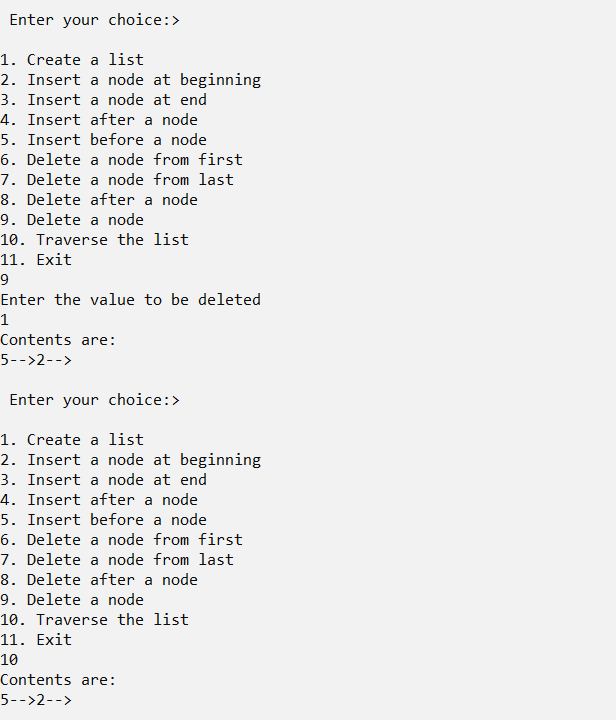 Enter your choice:>
1. Create a list
2. Insert a node at beginning
3. Insert a node at end
4. Insert after a node
5. Insert before a node
6. Delete a node from first
7. Delete a node from last
8. Delete after a node
9. Delete a node
10. Traverse the list
11. Exit
9
Enter the value to be deleted
1
Contents are:
5-->2-->
Enter your choice:>
1. Create a list
2. Insert a node at beginning
3. Insert a node at end
4. Insert after a node
5. Insert before a node
6. Delete a node from first
7. Delete a node from last
8. Delete after a node
9. Delete a node
10. Traverse the list
11. Exit
10
Contents are:
5-->2-->